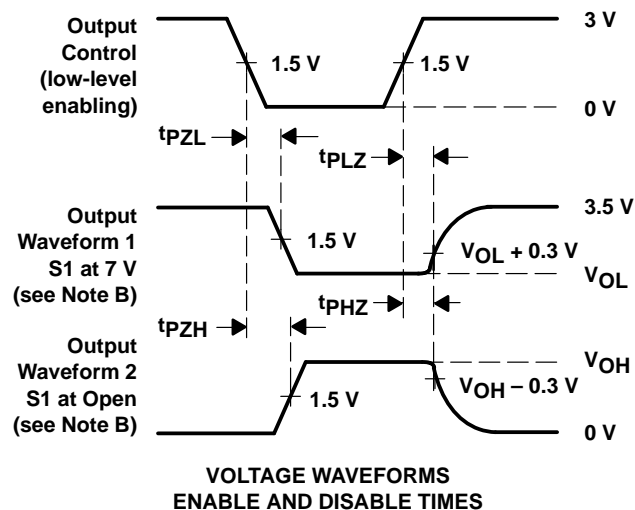 Output
Control
(low-level
enabling)
1.5 V
1.5 V
3 V
0 V
tPZL
tPLZ
Output
Waveform 1
S1 at 7 V
(see Note B)
1.5 V
3.5 V
VOL + 0.3 V
VOL
tPZH
tPHZ
Output
Waveform 2
S1 at Open
(see Note B)
1.5 V
VOH
VOH – 0.3 V
0 V
VOLTAGE WAVEFORMS
ENABLE AND DISABLE TIMES